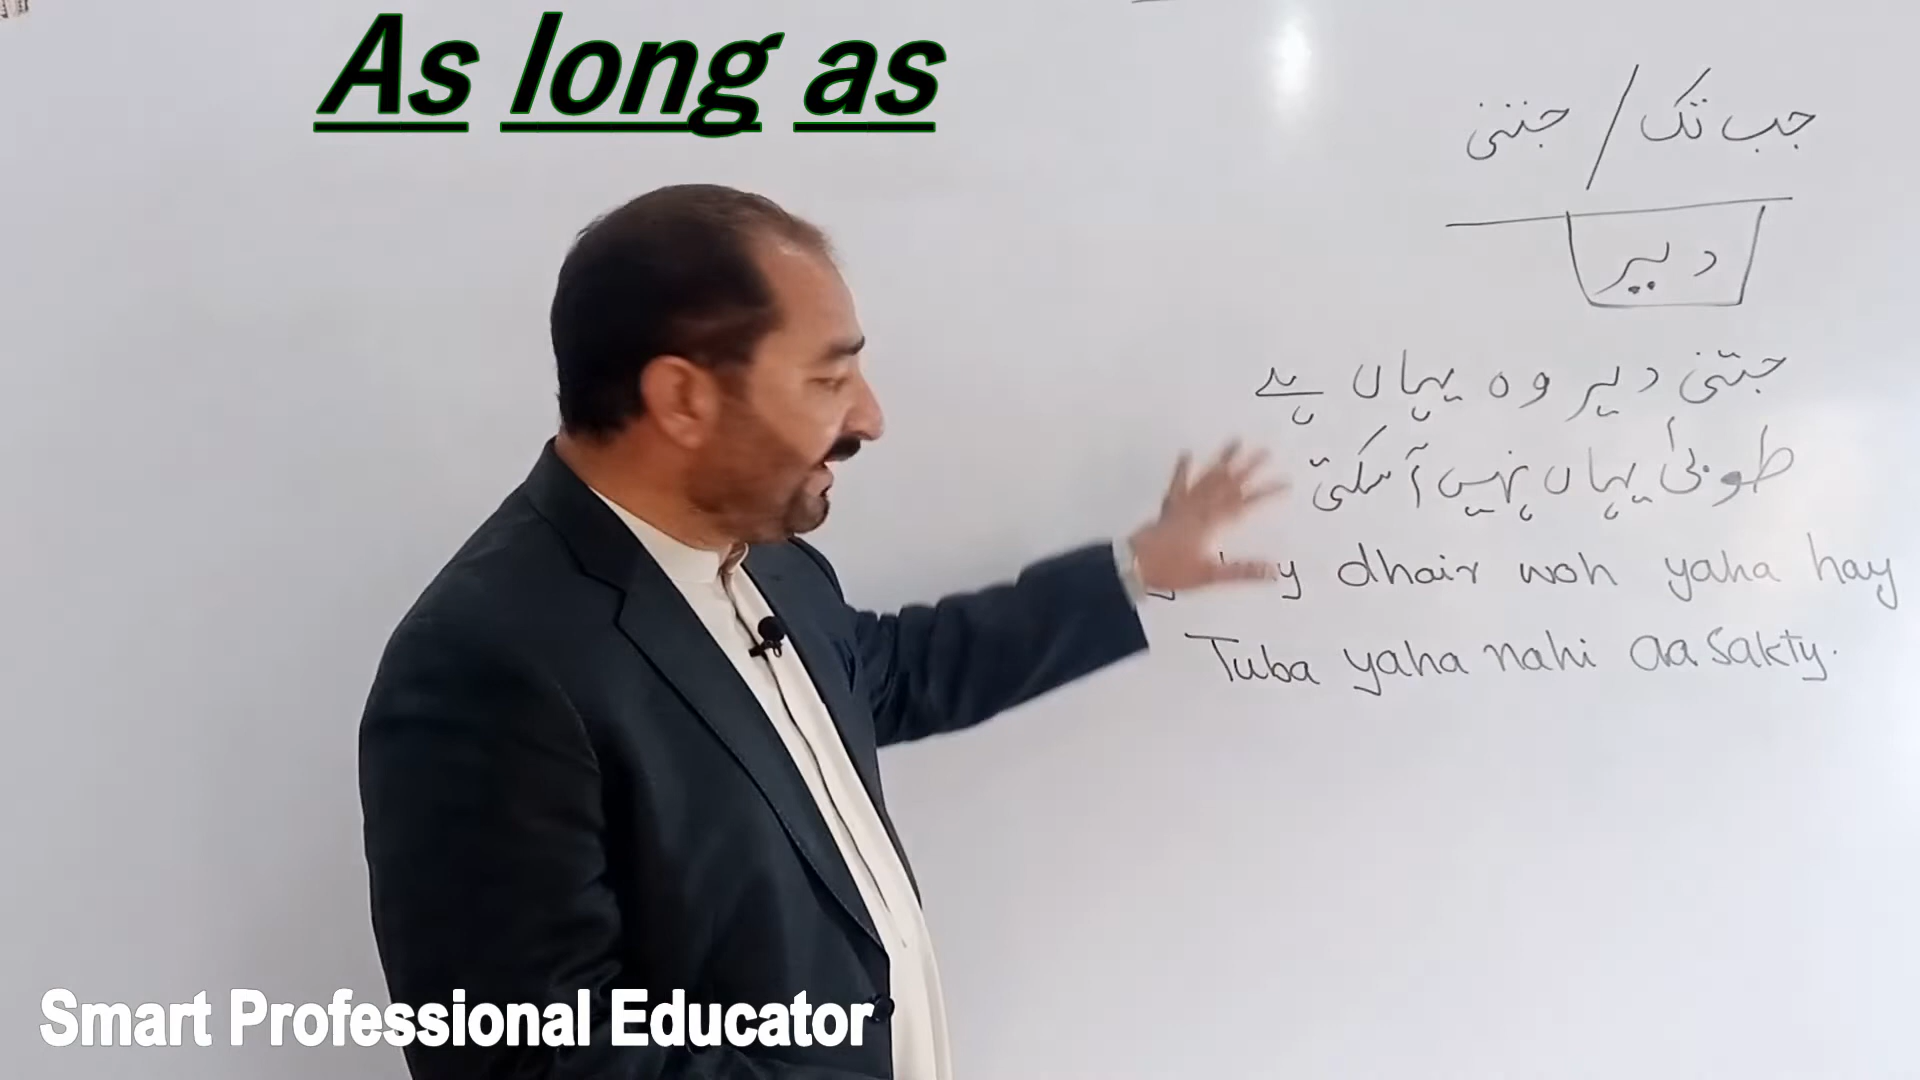 As long as
جب تک / جتنی
دیر
جتنی دیر وہ یہاں ہے
طوبیٰ یہاں نہیں آ سکتی
dhair woh yaha hay
Tuba yaha nahi aa sakty.
Smart Professional Educator